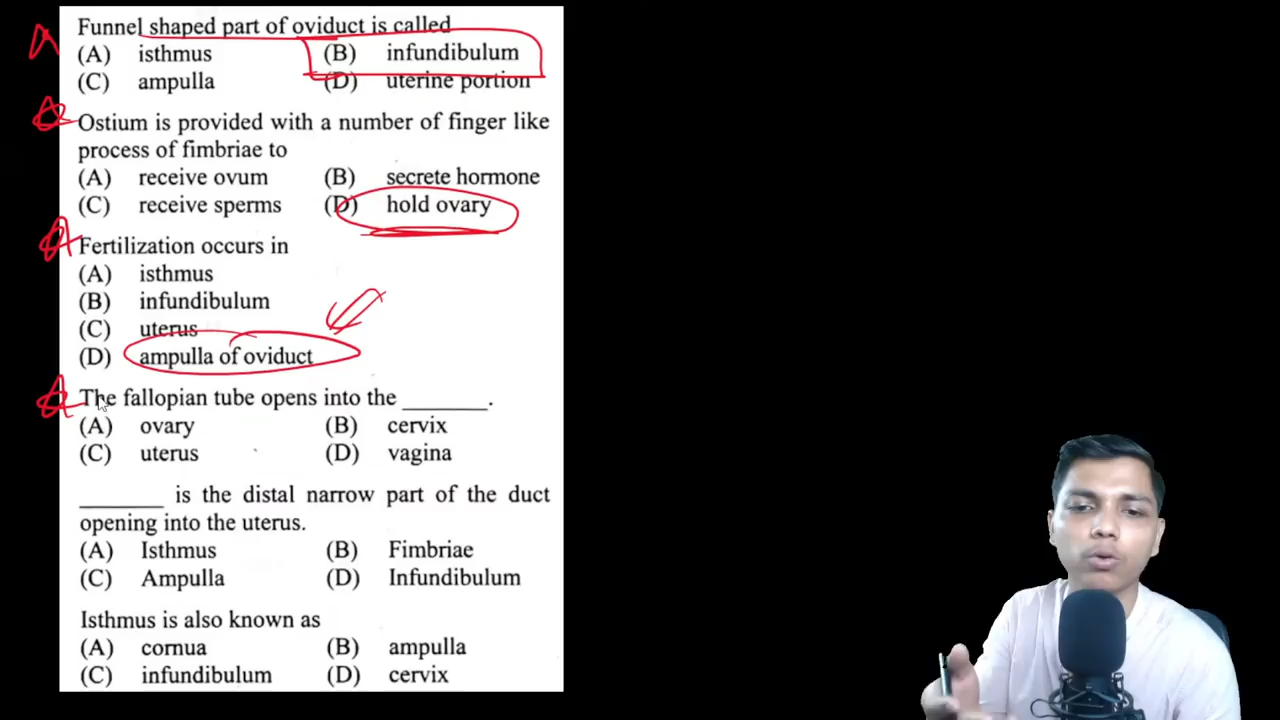 Funnel shaped part of oviduct is called
(A) isthmus (B) infundibulum
(C) ampulla (D) uterine portion
Ostium is provided with a number of finger like
process of fimbriae to
(A) receive ovum (B) secrete hormone
(C) receive sperms (D) hold ovary
Fertilization occurs in
(A) isthmus
(B) infundibulum
(C) uterus
(D) ampulla of oviduct
The fallopian tube opens into the ________.
(A) ovary (B) cervix
(C) uterus (D) vagina
________ is the distal narrow part of the duct
opening into the uterus.
(A) Isthmus (B) Fimbriae
(C) Ampulla (D) Infundibulum
Isthmus is also known as
(A) cornua (B) ampulla
(C) infundibulum (D) cervix